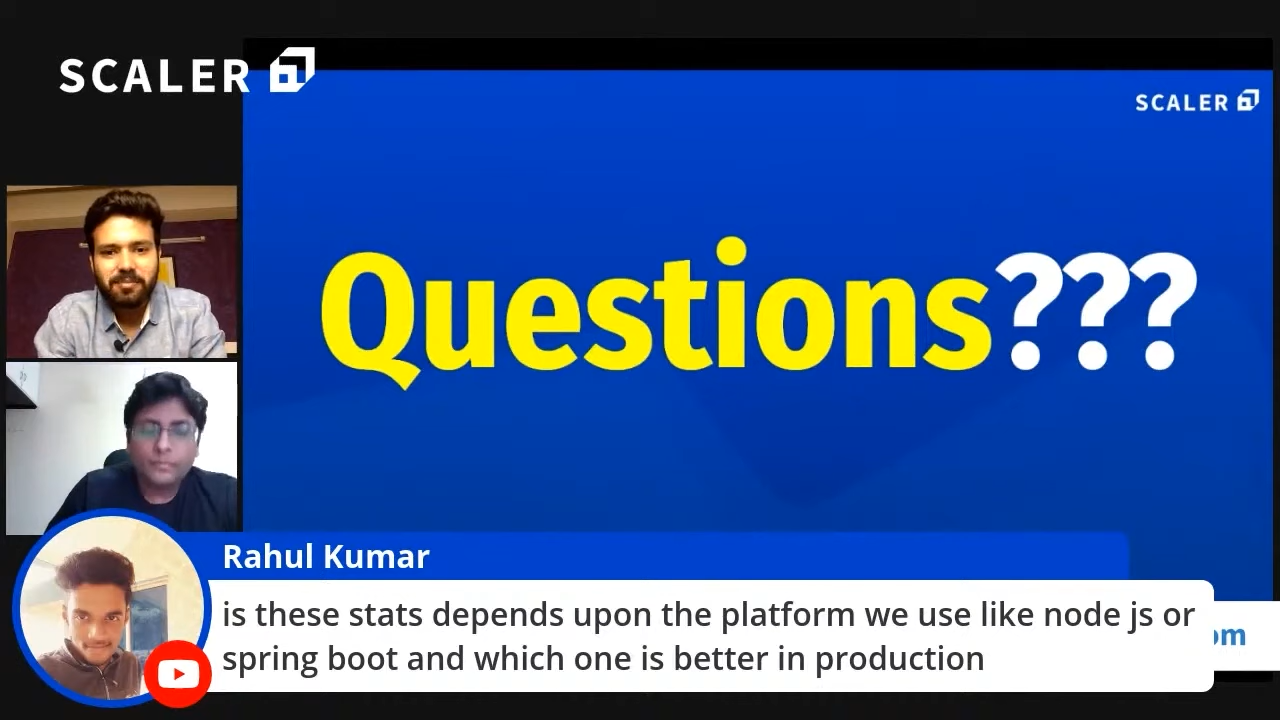 SCALER
SCALER
Questions???
Rahul Kumar
is these stats depends upon the platform we use like node js or
spring boot and which one is better in production